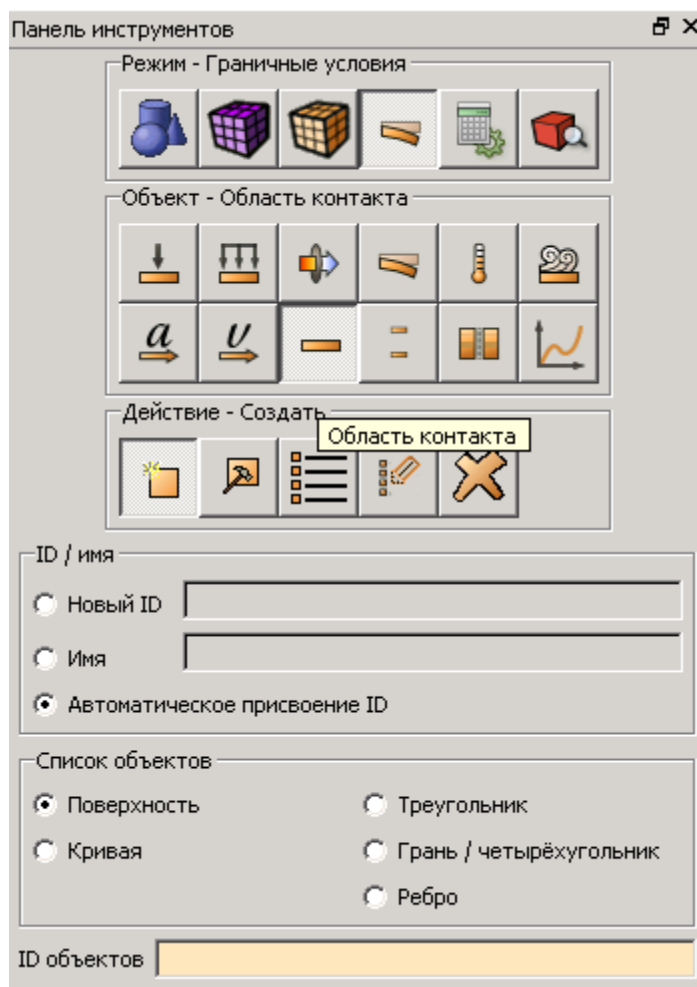 Панель инструментов
Режим - Граничные условия
Объект - Область контакта
a
v
Действие - Создать
Область контакта
ID / имя
Новый ID
Имя
Автоматическое присвоение ID
Список объектов
Поверхность
Треугольник
Кривая
Грань / четырёхугольник
Ребро
ID объектов